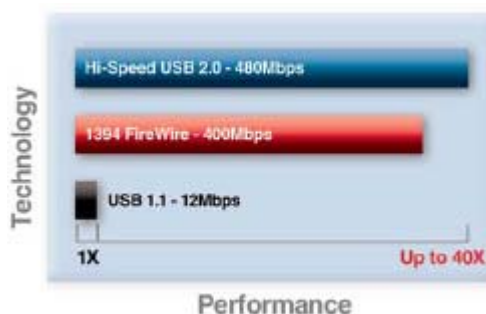 Technology
Hi-Speed USB 2.0 - 480Mbps
1394 FireWire - 400Mbps
USB 1.1 - 12Mbps
1X
Up to 40X
Performance